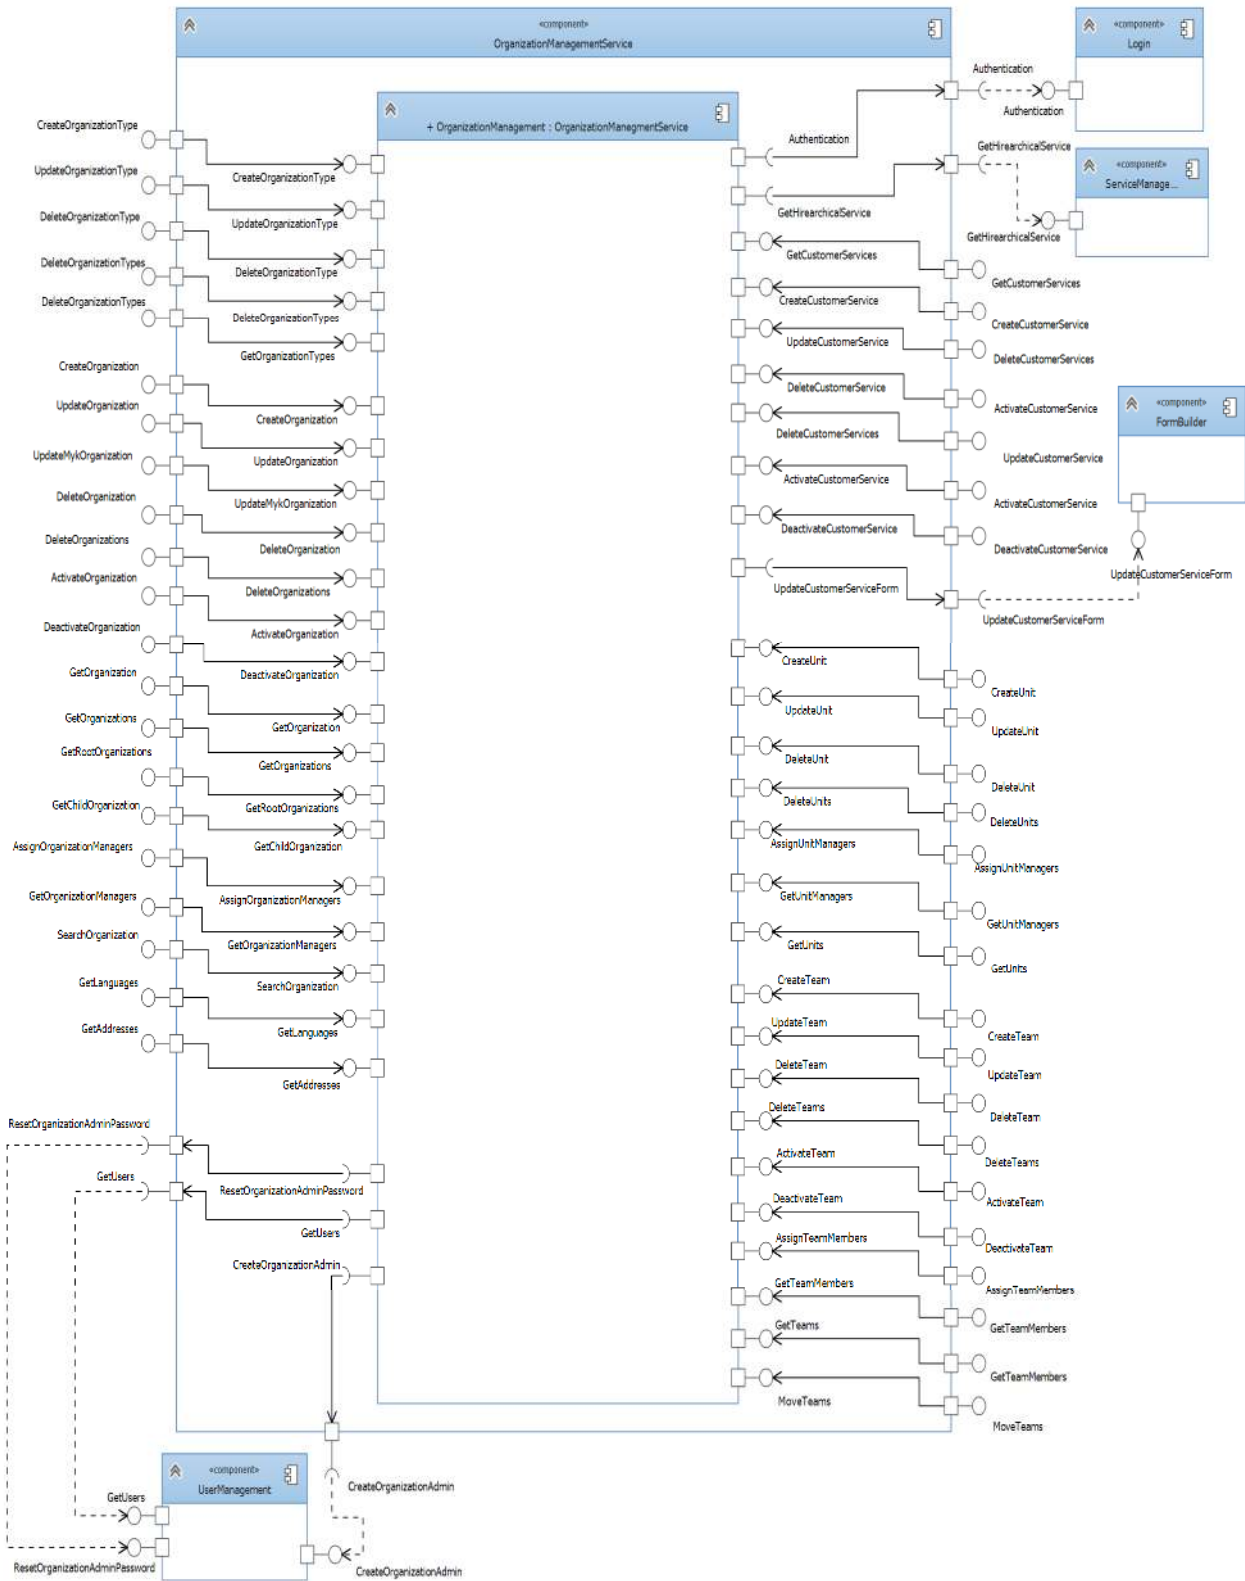 «component»
OrganizationManagementService
«component»
Login
Authentication
Authentication
+ OrganizationManagement : OrganizationManegmentService
Authentication
GetHirearchicalService
«component»
ServiceManage...
GetHirearchicalService
GetHirearchicalService
CreateOrganizationType
CreateOrganizationType
UpdateOrganizationType
UpdateOrganizationType
DeleteOrganizationType
DeleteOrganizationType
DeleteOrganizationTypes
DeleteOrganizationTypes
DeleteOrganizationTypes
GetOrganizationTypes
CreateOrganization
CreateOrganization
UpdateOrganization
UpdateOrganization
UpdateMykOrganization
UpdateMykOrganization
DeleteOrganization
DeleteOrganization
DeleteOrganizations
DeleteOrganizations
ActivateOrganization
ActivateOrganization
DeactivateOrganization
DeactivateOrganization
GetOrganization
GetOrganization
GetOrganizations
GetOrganizations
GetRootOrganizations
GetRootOrganizations
GetChildOrganization
GetChildOrganization
AssignOrganizationManagers
AssignOrganizationManagers
GetOrganizationManagers
GetOrganizationManagers
SearchOrganization
SearchOrganization
GetLanguages
GetLanguages
GetAddresses
GetAddresses
ResetOrganizationAdminPassword
ResetOrganizationAdminPassword
GetUsers
GetUsers
CreateOrganizationAdmin
GetCustomerServices
GetCustomerServices
CreateCustomerService
CreateCustomerService
UpdateCustomerService
DeleteCustomerServices
DeleteCustomerService
ActivateCustomerService
DeleteCustomerServices
UpdateCustomerService
ActivateCustomerService
ActivateCustomerService
DeactivateCustomerService
DeactivateCustomerService
UpdateCustomerServiceForm
UpdateCustomerServiceForm
«component»
FormBuilder
UpdateCustomerServiceForm
CreateUnit
CreateUnit
UpdateUnit
UpdateUnit
DeleteUnit
DeleteUnit
DeleteUnits
DeleteUnits
AssignUnitManagers
AssignUnitManagers
GetUnitManagers
GetUnitManagers
GetUnits
GetUnits
CreateTeam
CreateTeam
UpdateTeam
UpdateTeam
DeleteTeam
DeleteTeam
DeleteTeams
DeleteTeams
ActivateTeam
ActivateTeam
DeactivateTeam
DeactivateTeam
AssignTeamMembers
AssignTeamMembers
GetTeamMembers
GetTeamMembers
GetTeams
GetTeamMembers
MoveTeams
MoveTeams
«component»
UserManagement
GetUsers
ResetOrganizationAdminPassword
CreateOrganizationAdmin
CreateOrganizationAdmin